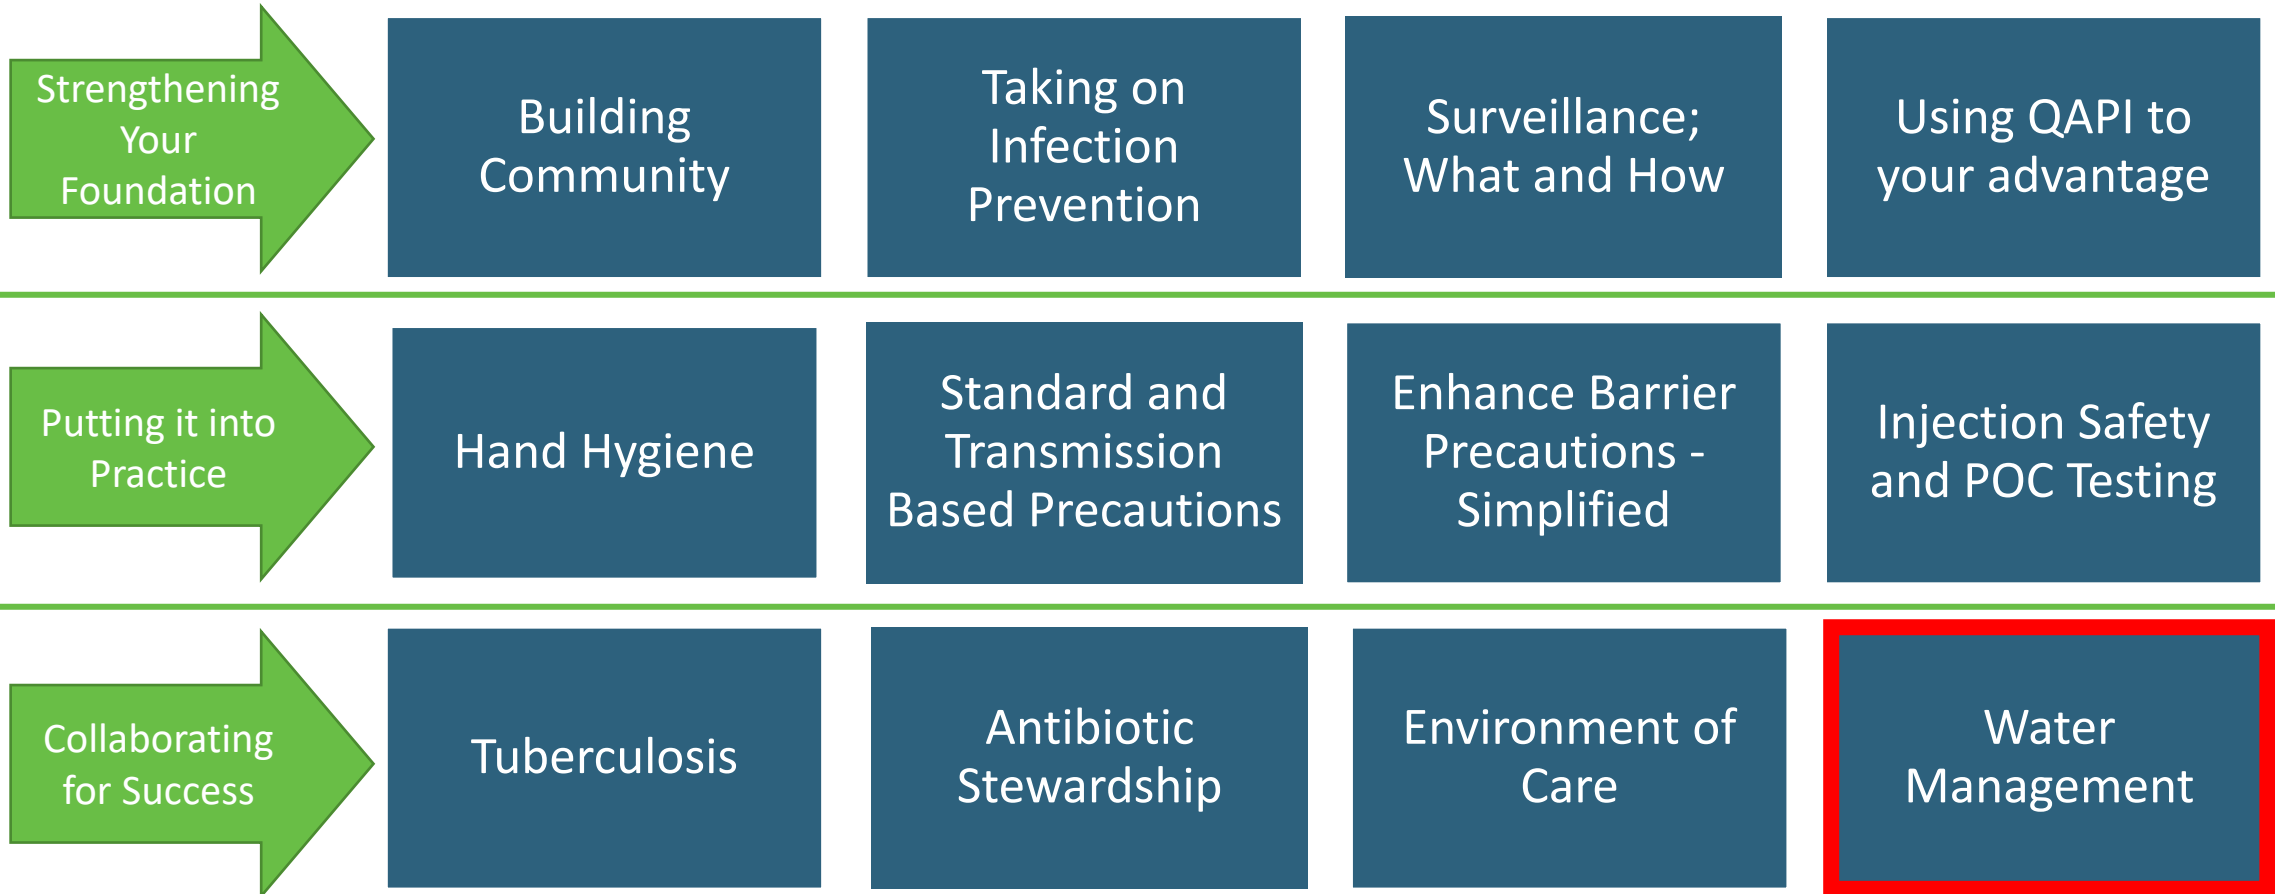 Strengthening
Your
Foundation
Building
Community
Taking on
Infection
Prevention
Surveillance;
What and How
Using QAPI to
your advantage
Putting it into
Practice
Hand Hygiene
Standard and
Transmission
Based Precautions
Enhance Barrier
Precautions -
Simplified
Injection Safety
and POC Testing
Collaborating
for Success
Tuberculosis
Antibiotic
Stewardship
Environment of
Care
Water
Management